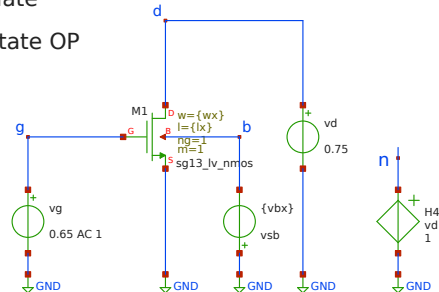 tate OP
d
M1
D
w={wx}
l={lx}
ng=1
m=1
G
B
S
sg13_lv_nmos
g
b
n
+
vd
0.75
vg
0.65 AC 1
+
{vbx}
vsb
+
+
H4
vd
1
GND
GND
GND
GND
GND